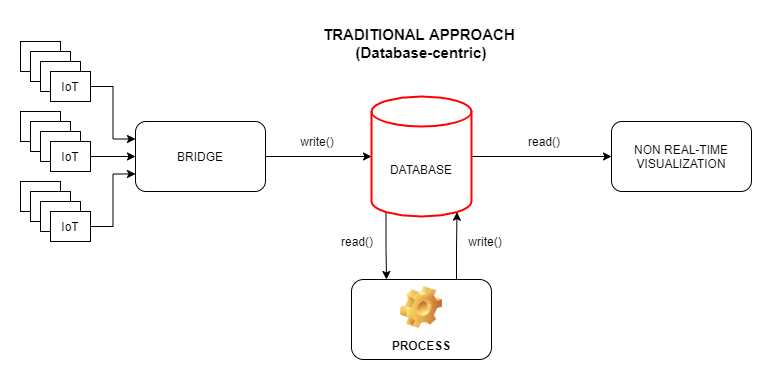 TRADITIONAL APPROACH
(Database-centric)
IoT
IoT
IoT
BRIDGE
write()
DATABASE
read()
NON REAL-TIME
VISUALIZATION
read()
write()
PROCESS